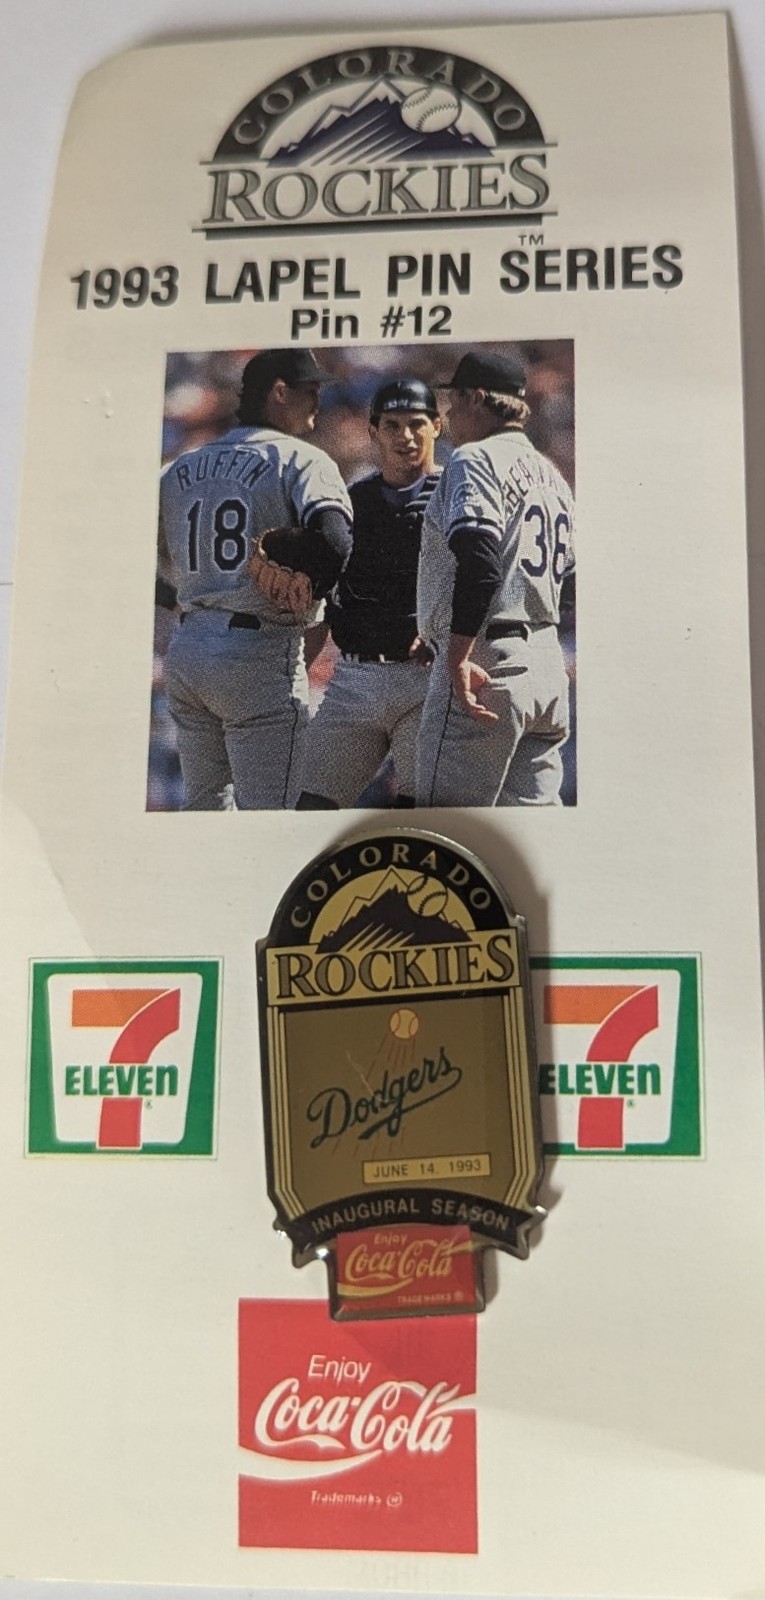 COLORADO
ROCKIES
TM
1993 LAPEL PIN SERIES
Pin #12
RUFFIN
18
36
COLORADO
ROCKIES
Dodgers
JUNE 14, 1993
INAUGURAL SEASON
Enjoy
Coca-Cola
TRADEMARKS ®
7
ELEVEN
®
7
ELEVEN
®
Enjoy
Coca-Cola
Trademarks ®